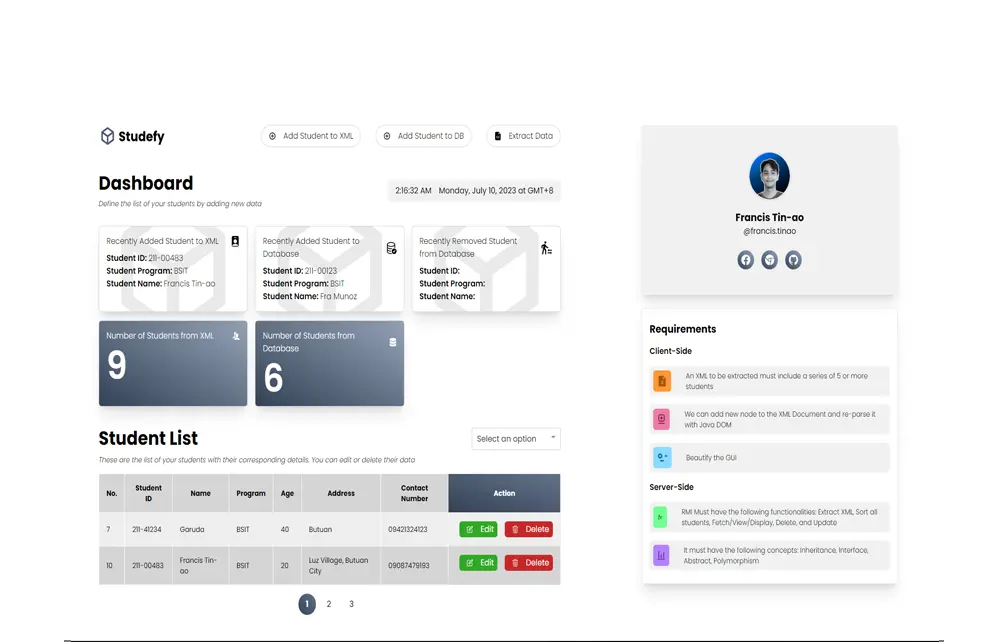 Studefy
Add Student to XML
Add Student to DB
Extract Data
Dashboard
Define the list of your students by adding new data
2:16:32 AM Monday, July 10, 2023 at GMT+8
Recently Added Student to XML
Student ID: 211-00483
Student Program: BSIT
Student Name: Francis Tin-ao
Recently Added Student to
Database
Student ID: 211-00123
Student Program: BSIT
Student Name: Fra Munoz
Recently Removed Student
from Database
Student ID:
Student Program:
Student Name:
Number of Students from XML
9
Number of Students from
Database
6
Student List
These are the list of your students with their corresponding details. You can edit or delete their data
Select an option
No. Student ID Name Program Age Address Contact Number Action
7 211-41234 Garuda BSIT 40 Butuan 09421324123 Edit Delete
10 211-00483 Francis Tin-ao BSIT 20 Luz Village, Butuan City 09087479193 Edit Delete
1 2 3
Francis Tin-ao
@francis.tinao
Requirements
Client-Side
An XML to be extracted must include a series of 5 or more
students
We can add new node to the XML Document and re-parse it
with Java DOM
Beautify the GUI
Server-Side
RMI Must have the following functionalities: Extract XML Sort all
students, Fetch/View/Display, Delete, and Update
It must have the following concepts: Inheritance, Interface,
Abstract, Polymorphism